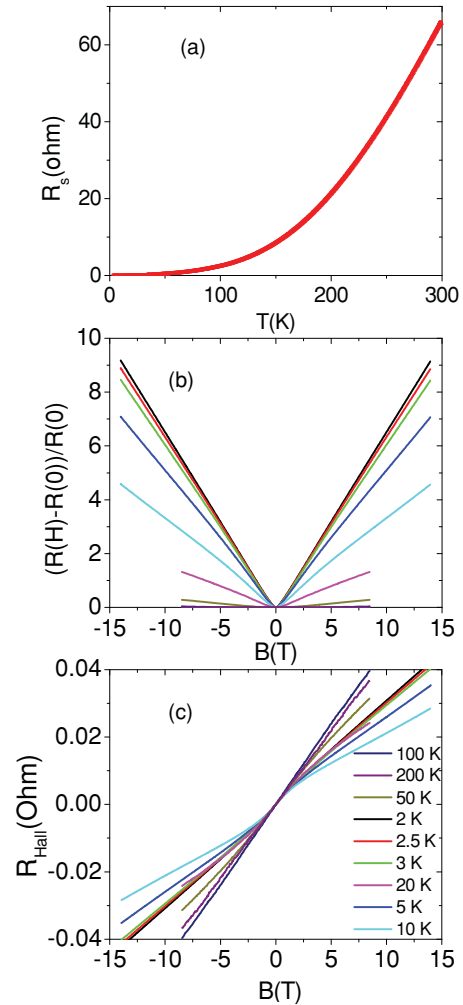 (a)
60
40
20
0
R_s(ohm)
0 100 200 300
T(K)
(b)
10
8
6
4
2
0
(R(H)-R(0))/R(0)
-15 -10 -5 0 5 10 15
B(T)
(c)
0.04
0.02
0.00
-0.02
-0.04
R_Hall(Ohm)
100 K
200 K
50 K
2 K
2.5 K
3 K
20 K
5 K
10 K
-15 -10 -5 0 5 10 15
B(T)